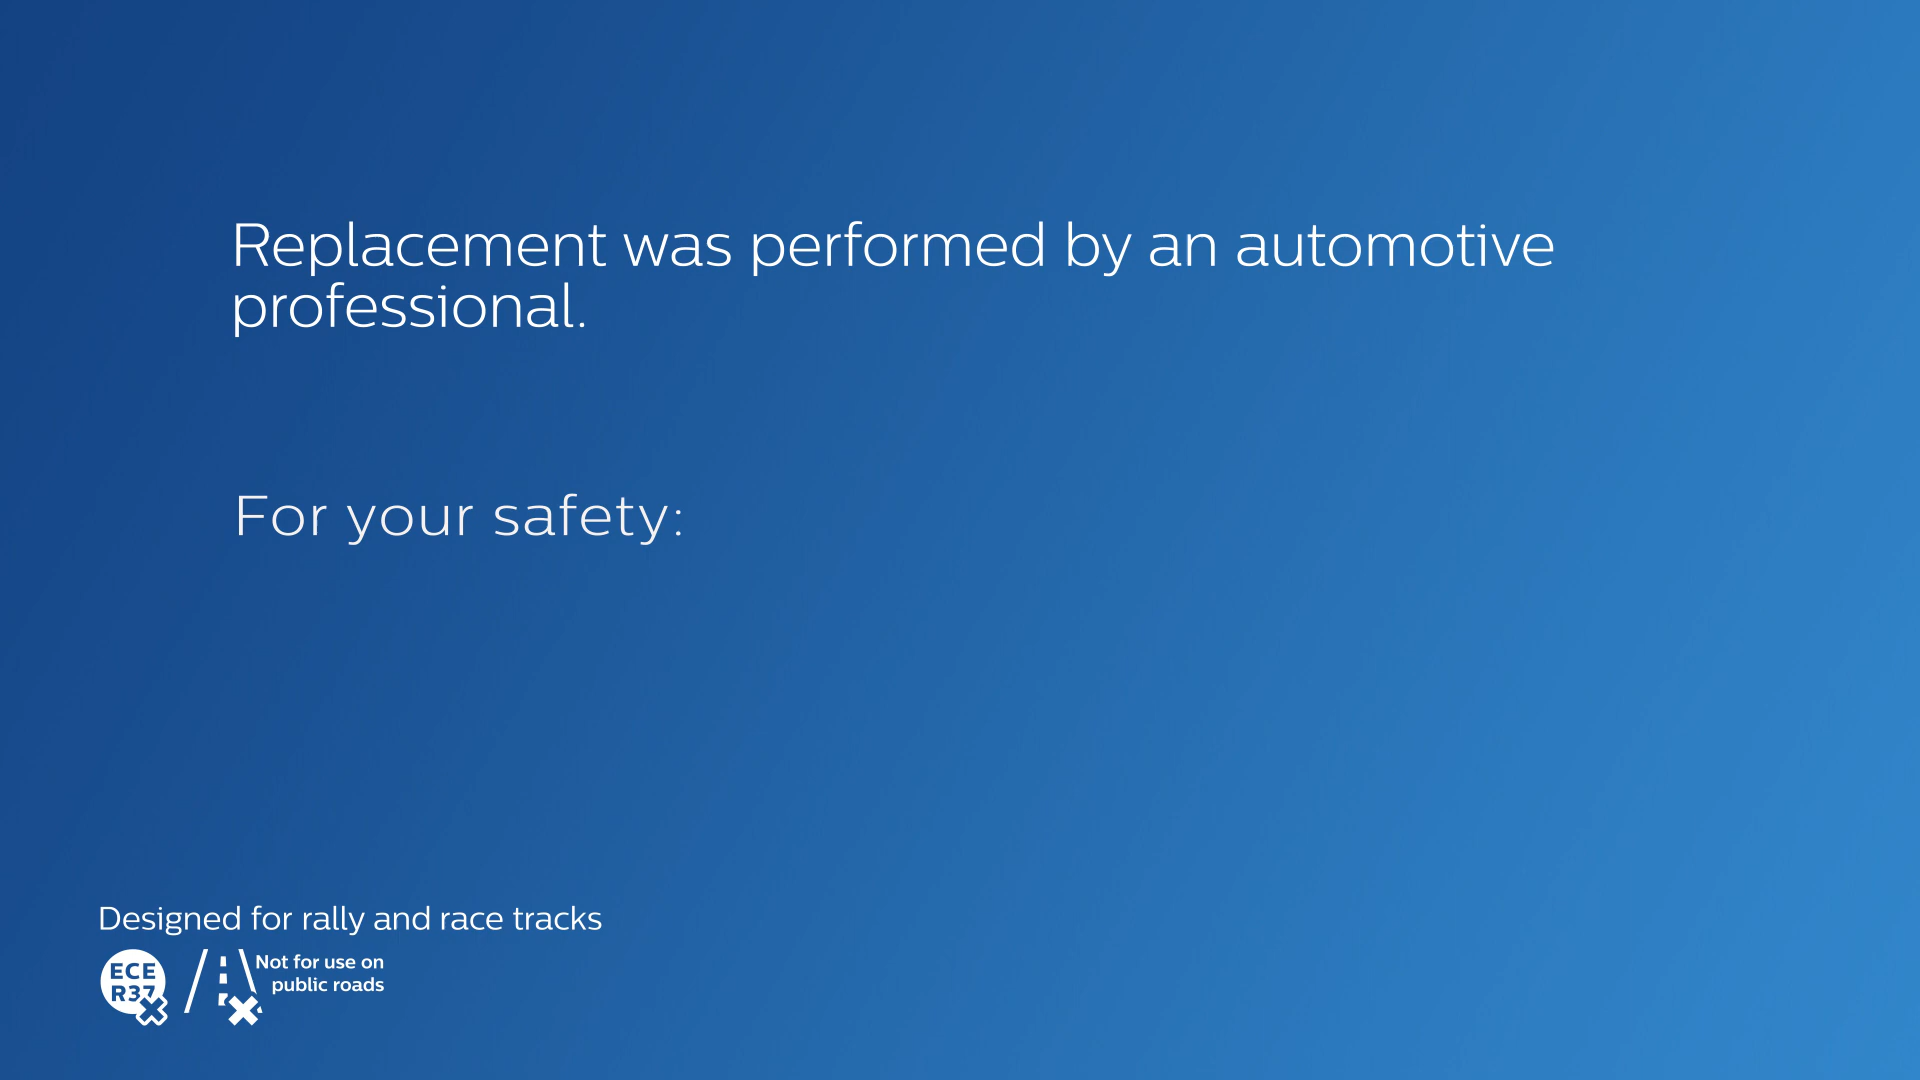 Replacement was performed by an automotive
professional.
For your safety:
Designed for rally and race tracks
ECE
R37
Not for use on
public roads